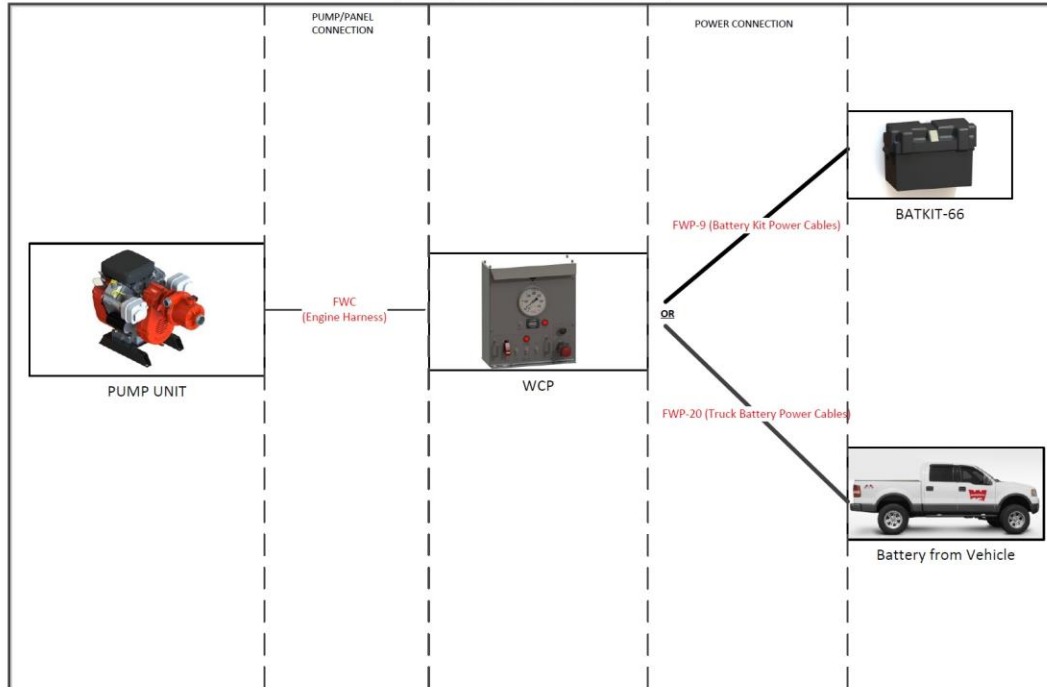 PUMP/PANEL
CONNECTION
POWER CONNECTION
BATKIT-66
FWP-9 (Battery Kit Power Cables)
FWC
(Engine Harness)
OR
PUMP UNIT
WCP
FWP-20 (Truck Battery Power Cables)
Battery from Vehicle